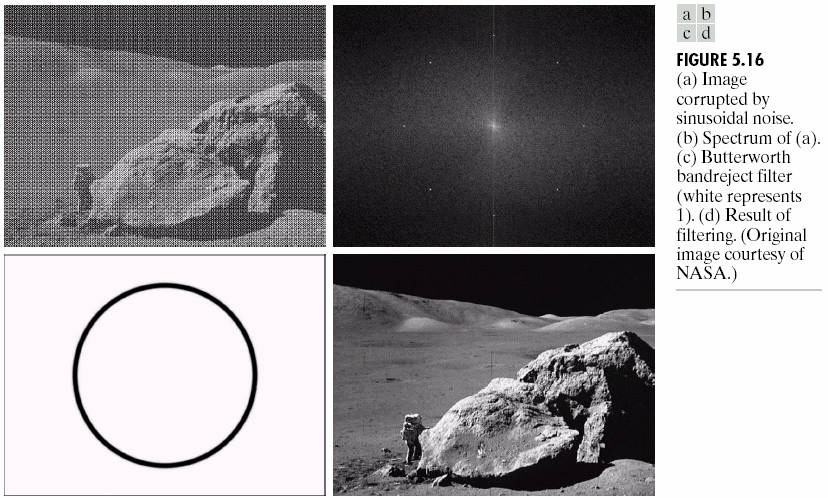 a b
c d
FIGURE 5.16
(a) Image
corrupted by
sinusoidal noise.
(b) Spectrum of (a).
(c) Butterworth
bandreject filter
(white represents
1). (d) Result of
filtering. (Original
image courtesy of
NASA.)